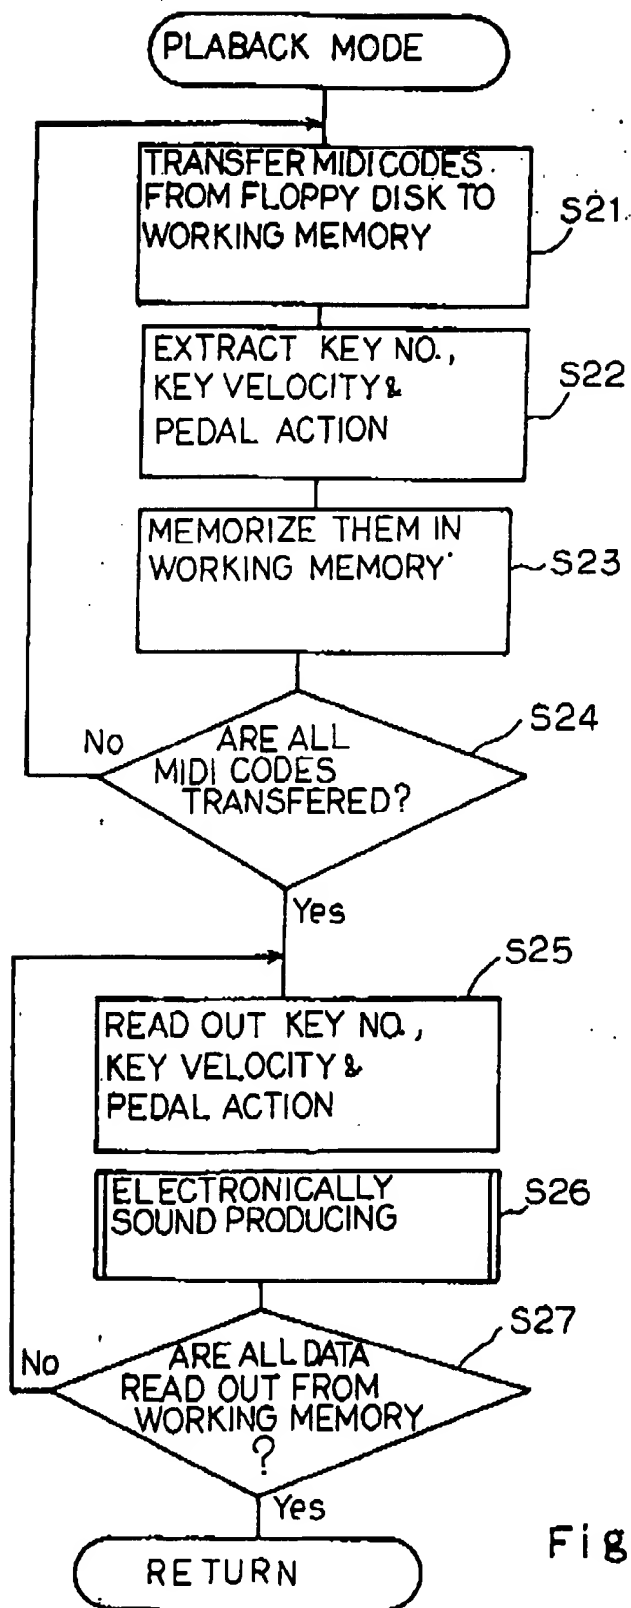 PLABACK MODE
TRANSFER MIDI CODES
FROM FLOPPY DISK TO
WORKING MEMORY
S21
EXTRACT KEY NO.,
KEY VELOCITY &
PEDAL ACTION
S22
MEMORIZE THEM IN
WORKING MEMORY
S23
ARE ALL
MIDI CODES
TRANSFERED?
S24
No
Yes
S25
READ OUT KEY NO.,
KEY VELOCITY &
PEDAL ACTION
ELECTRONICALLY
SOUND PRODUCING
S26
ARE ALL DATA
READ OUT FROM
WORKING MEMORY
?
S27
No
Yes
RETURN
Fig